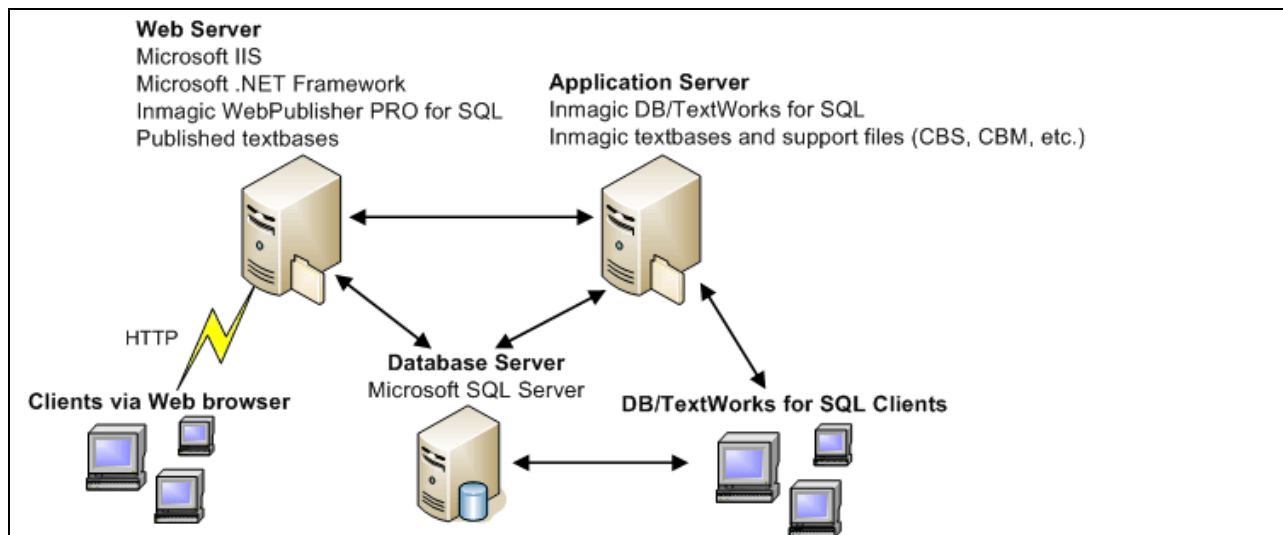 Web Server
Microsoft IIS
Microsoft .NET Framework
Inmagic WebPublisher PRO for SQL
Published textbases
Application Server
Inmagic DB/TextWorks for SQL
Inmagic textbases and support files (CBS, CBM, etc.)
HTTP
Database Server
Microsoft SQL Server
Clients via Web browser
DB/TextWorks for SQL Clients